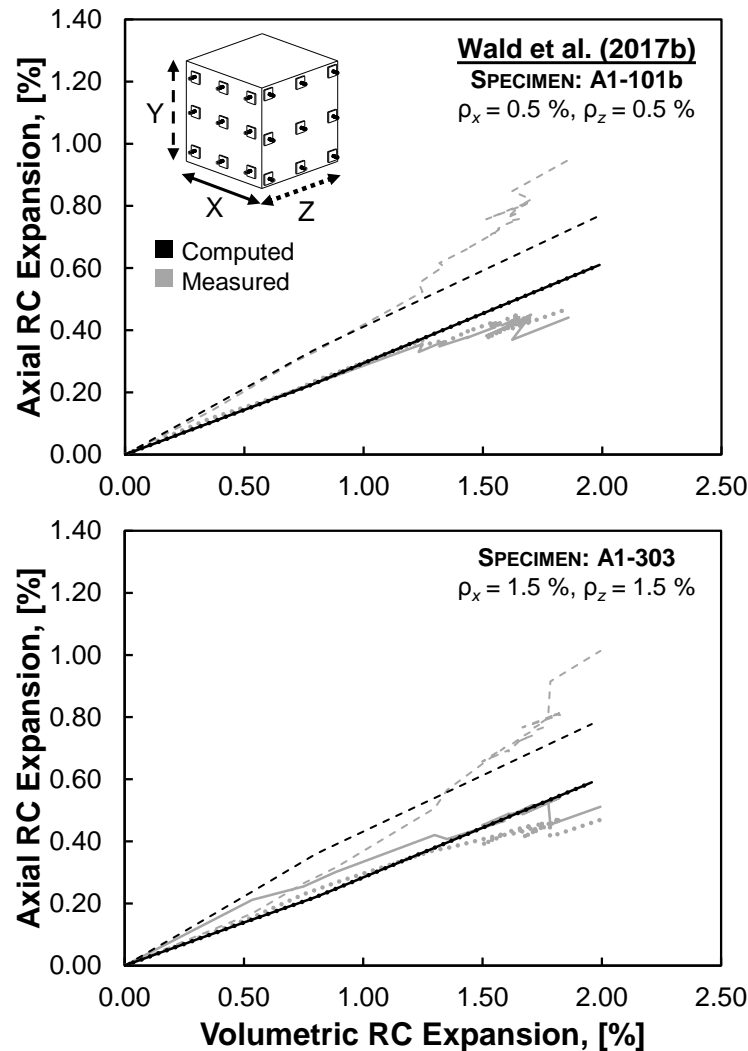 1.40
1.20
1.00
0.80
0.60
0.40
0.20
0.00
Axial RC Expansion, [%]
Y
X
Z
Computed
Measured
Wald et al. (2017b)
SPECIMEN: A1-101b
ρx = 0.5 %, ρz = 0.5 %
0.00 0.50 1.00 1.50 2.00 2.50
1.40
1.20
1.00
0.80
0.60
0.40
0.20
0.00
Axial RC Expansion, [%]
SPECIMEN: A1-303
ρx = 1.5 %, ρz = 1.5 %
0.00 0.50 1.00 1.50 2.00 2.50
Volumetric RC Expansion, [%]